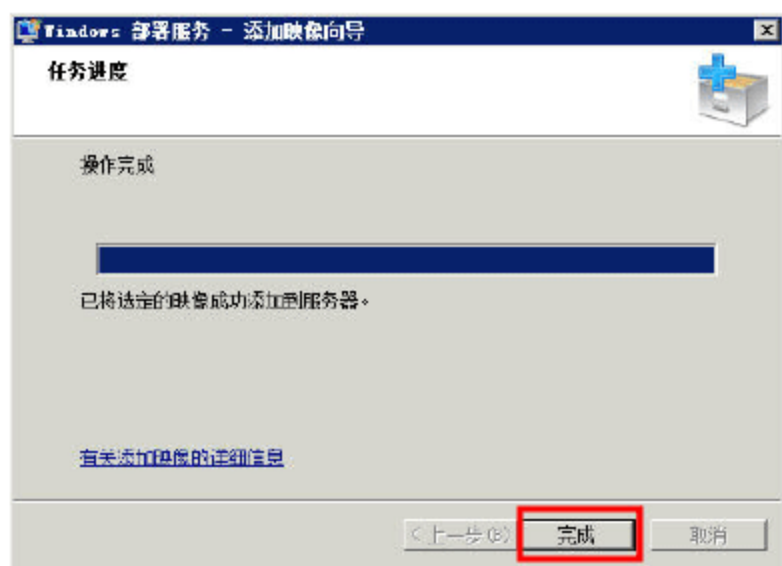 Windows 部署服务 - 添加映像向导
任务进度
操作完成
已将选定的映像成功添加到服务器。
有关添加映像的详细信息
<上一步(B)
完成
取消